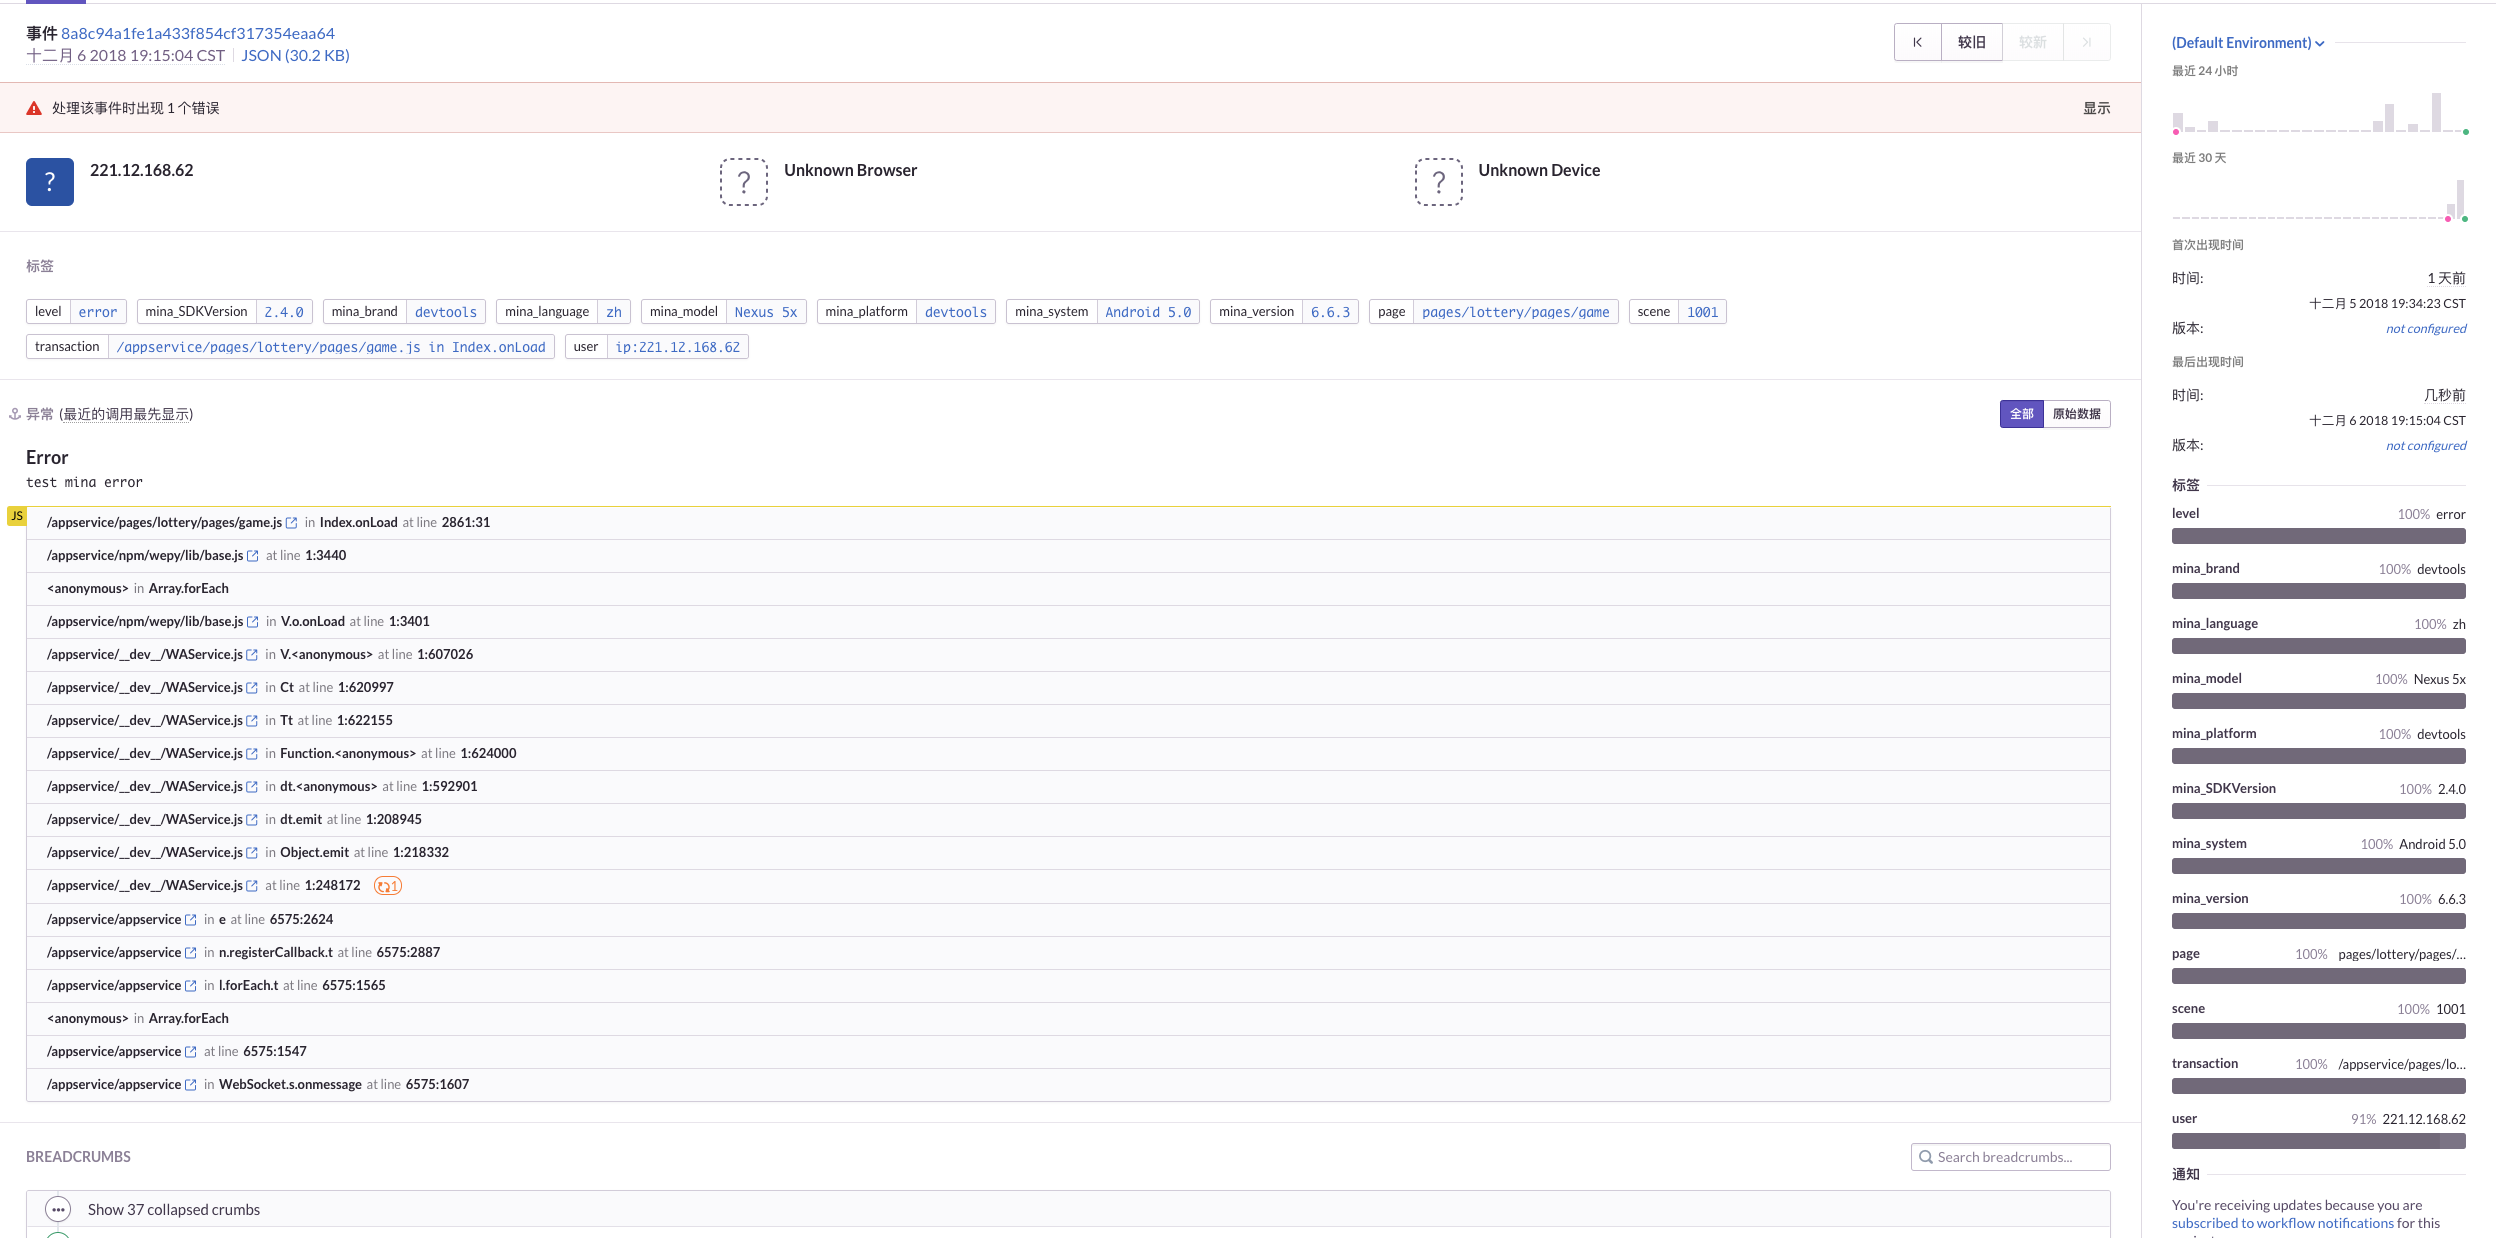 事件 8a8c94a1fe1a433f854cf317354eaa64
十二月 6 2018 19:15:04 CST JSON (30.2 KB)
较旧 较新
处理该事件时出现 1 个错误 显示
? 221.12.168.62 ? Unknown Browser ? Unknown Device
标签
level error mina_SDKVersion 2.4.0 mina_brand devtools mina_language zh mina_model Nexus 5x mina_platform devtools mina_system Android 5.0 mina_version 6.6.3 page pages/lottery/pages/game scene 1001
transaction /appservice/pages/lottery/pages/game.js in Index.onLoad user ip:221.12.168.62
异常 (最近的调用最先显示) 全部 原始数据
Error
test mina error
JS
/appservice/pages/lottery/pages/game.js in Index.onLoad at line 2861:31
/appservice/npm/wepy/lib/base.js at line 1:3440
<anonymous> in Array.forEach
/appservice/npm/wepy/lib/base.js in V.o.onLoad at line 1:3401
/appservice/__dev__/WAService.js in V.<anonymous> at line 1:607026
/appservice/__dev__/WAService.js in Ct at line 1:620997
/appservice/__dev__/WAService.js in Tt at line 1:622155
/appservice/__dev__/WAService.js in Function.<anonymous> at line 1:624000
/appservice/__dev__/WAService.js in dt.<anonymous> at line 1:592901
/appservice/__dev__/WAService.js in dt.emit at line 1:208945
/appservice/__dev__/WAService.js in Object.emit at line 1:218332
/appservice/__dev__/WAService.js at line 1:248172 1
/appservice/appservice in e at line 6575:2624
/appservice/appservice in n.registerCallback.t at line 6575:2887
/appservice/appservice in l.forEach.t at line 6575:1565
<anonymous> in Array.forEach
/appservice/appservice at line 6575:1547
/appservice/appservice in WebSocket.s.onmessage at line 6575:1607
BREADCRUMBS Search breadcrumbs...
Show 37 collapsed crumbs
(Default Environment)
最近 24 小时
最近 30 天
首次出现时间
时间: 1 天前
十二月 5 2018 19:34:23 CST
版本: not configured
最后出现时间
时间: 几秒前
十二月 6 2018 19:15:04 CST
版本: not configured
标签
level 100% error
mina_brand 100% devtools
mina_language 100% zh
mina_model 100% Nexus 5x
mina_platform 100% devtools
mina_SDKVersion 100% 2.4.0
mina_system 100% Android 5.0
mina_version 100% 6.6.3
page 100% pages/lottery/pages/...
scene 100% 1001
transaction 100% /appservice/pages/lo...
user 91% 221.12.168.62
通知
You're receiving updates because you are
subscribed to workflow notifications for this